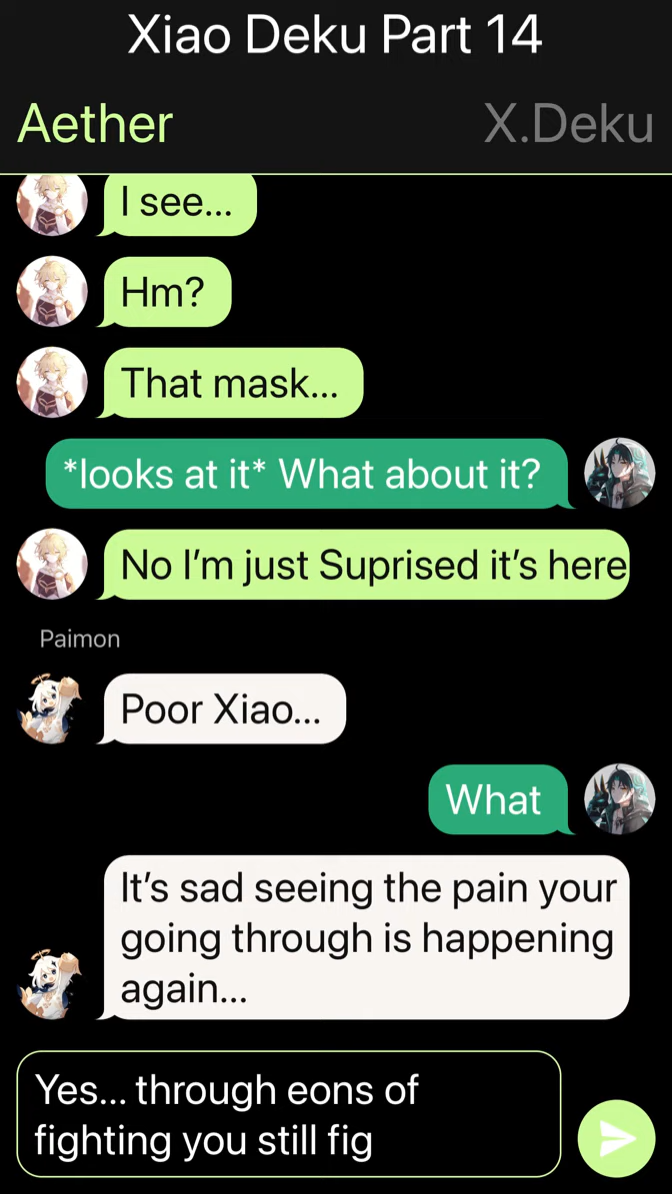 Xiao Deku Part 14
Aether
X.Deku
I see...
Hm?
That mask...
*looks at it* What about it?
No I’m just Suprised it’s here
Paimon
Poor Xiao...
What
It’s sad seeing the pain your
going through is happening
again...
Yes... through eons of
fighting you still fig